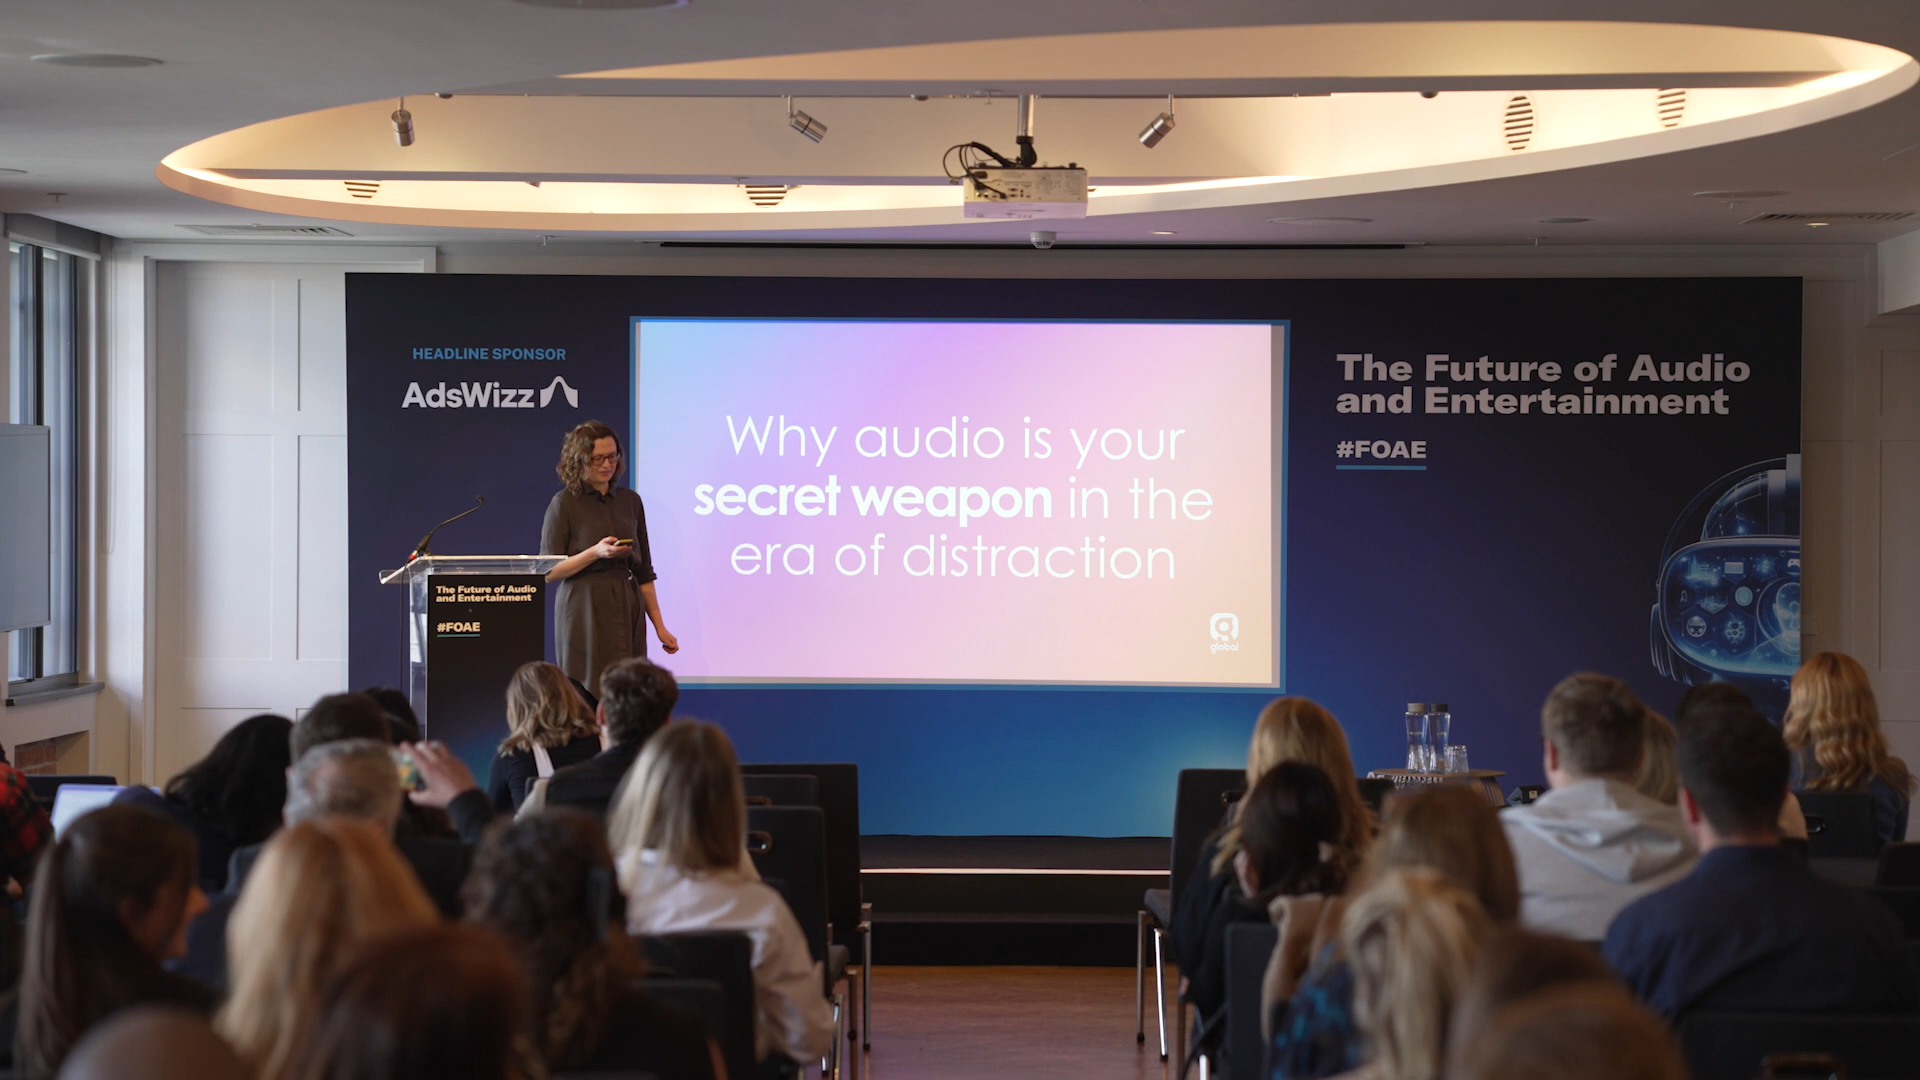 HEADLINE SPONSOR
AdsWizz
Why audio is your
secret weapon in the
era of distraction
global
The Future of Audio
and Entertainment
#FOAE
The Future of Audio
and Entertainment
#FOAE